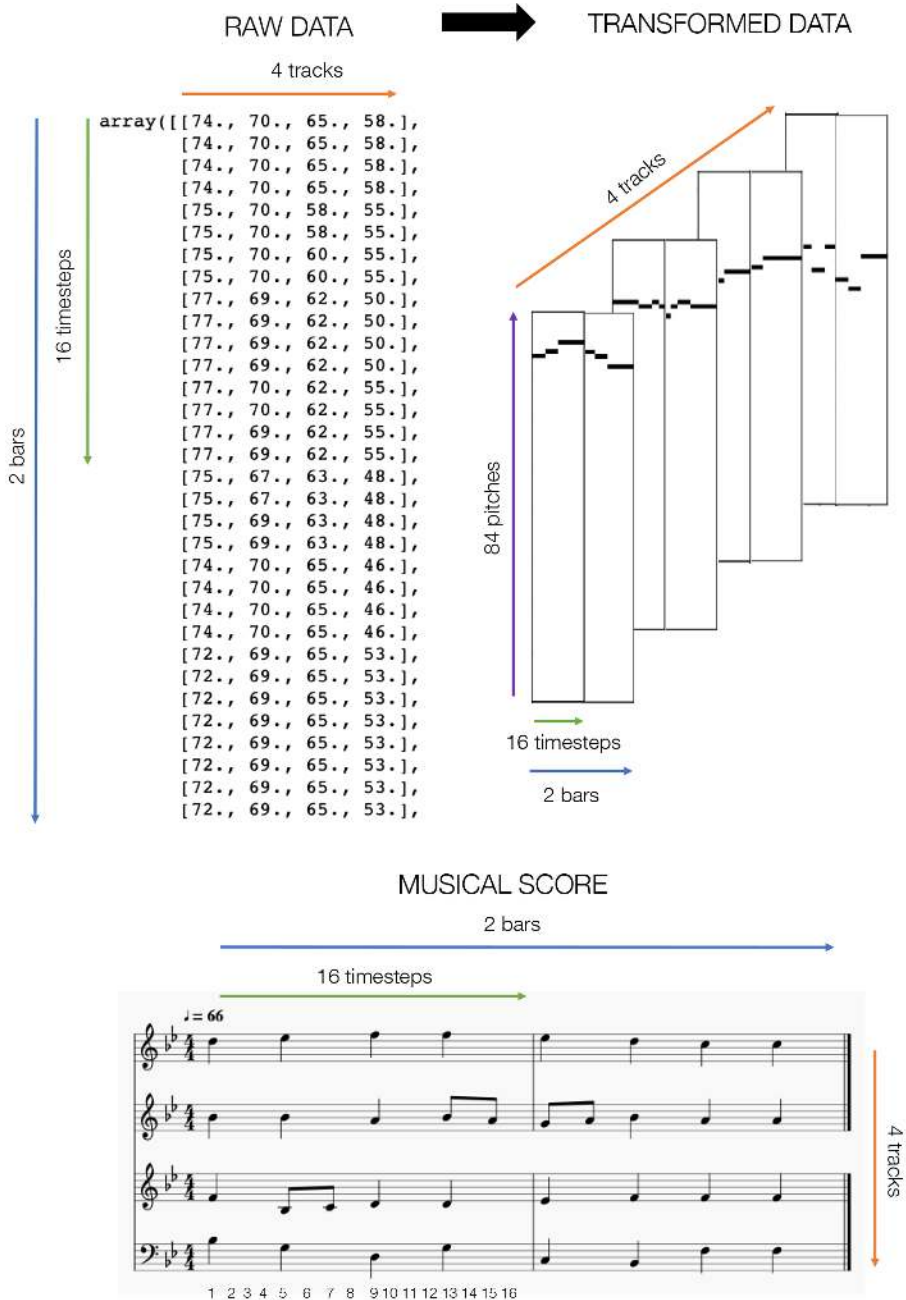 RAW DATA
TRANSFORMED DATA
4 tracks
2 bars
16 timesteps
array([[74., 70., 65., 58.],
[74., 70., 65., 58.],
[74., 70., 65., 58.],
[74., 70., 65., 58.],
[75., 70., 58., 55.],
[75., 70., 58., 55.],
[75., 70., 60., 55.],
[75., 70., 60., 55.],
[77., 69., 62., 50.],
[77., 69., 62., 50.],
[77., 69., 62., 50.],
[77., 69., 62., 50.],
[77., 70., 62., 55.],
[77., 70., 62., 55.],
[77., 69., 62., 55.],
[77., 69., 62., 55.],
[75., 67., 63., 48.],
[75., 67., 63., 48.],
[75., 69., 63., 48.],
[75., 69., 63., 48.],
[74., 70., 65., 46.],
[74., 70., 65., 46.],
[74., 70., 65., 46.],
[74., 70., 65., 46.],
[72., 69., 65., 53.],
[72., 69., 65., 53.],
[72., 69., 65., 53.],
[72., 69., 65., 53.],
[72., 69., 65., 53.],
[72., 69., 65., 53.],
[72., 69., 65., 53.],
[72., 69., 65., 53.],
4 tracks
84 pitches
16 timesteps
2 bars
MUSICAL SCORE
2 bars
16 timesteps
♩ = 66
4 tracks
1 2 3 4 5 6 7 8 9 10 11 12 13 14 15 16